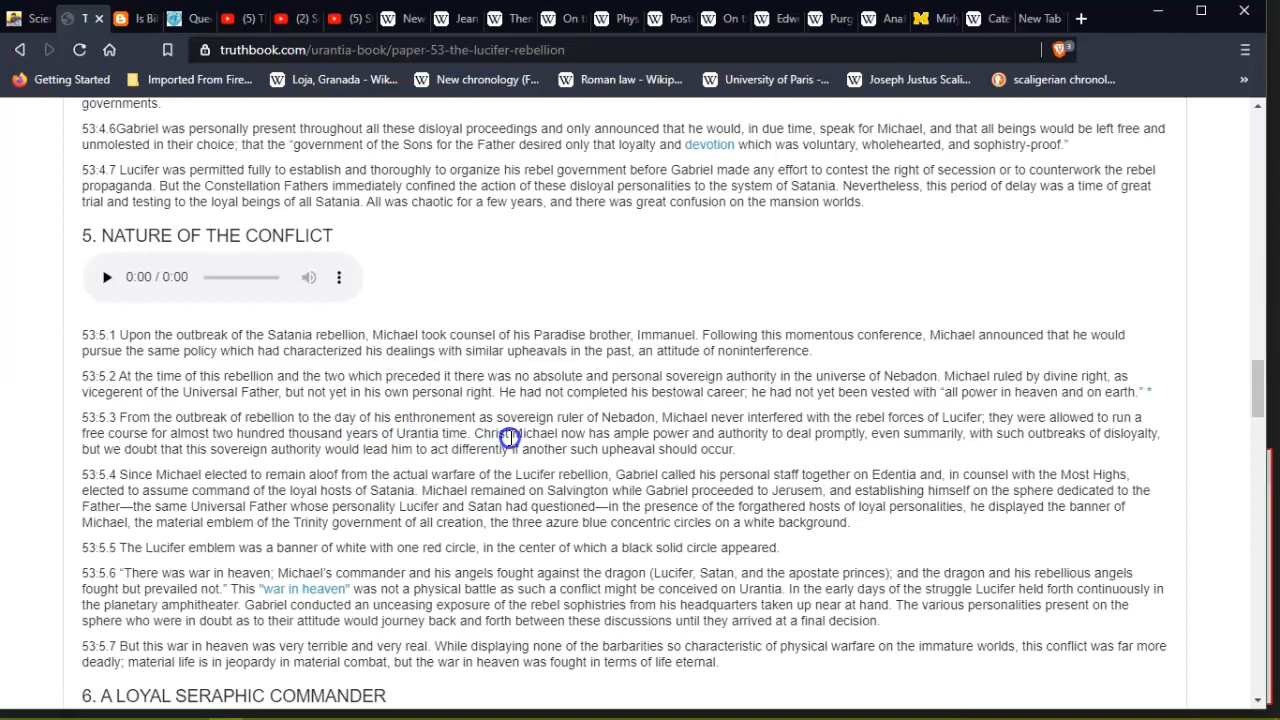 Scie
T
Is Bi
Que
(5) T
(2) S
(5) S
New
Jean
Ther
On t
Phys
Post
On t
Edw
Purg
Anat
Mirly
Cate
New Tab
truthbook.com/urantia-book/paper-53-the-lucifer-rebellion
3
Getting Started
Imported From Fire...
Loja, Granada - Wik...
New chronology (F...
Roman law - Wikip...
University of Paris -...
Joseph Justus Scali...
scaligerian chronol...
governments.
53:4.6Gabriel was personally present throughout all these disloyal proceedings and only announced that he would, in due time, speak for Michael, and that all beings would be left free and
unmolested in their choice; that the “government of the Sons for the Father desired only that loyalty and devotion which was voluntary, wholehearted, and sophistry-proof.”
53:4.7 Lucifer was permitted fully to establish and thoroughly to organize his rebel government before Gabriel made any effort to contest the right of secession or to counterwork the rebel
propaganda. But the Constellation Fathers immediately confined the action of these disloyal personalities to the system of Satania. Nevertheless, this period of delay was a time of great
trial and testing to the loyal beings of all Satania. All was chaotic for a few years, and there was great confusion on the mansion worlds.
5. NATURE OF THE CONFLICT
0:00 / 0:00
53:5.1 Upon the outbreak of the Satania rebellion, Michael took counsel of his Paradise brother, Immanuel. Following this momentous conference, Michael announced that he would
pursue the same policy which had characterized his dealings with similar upheavals in the past, an attitude of noninterference.
53:5.2 At the time of this rebellion and the two which preceded it there was no absolute and personal sovereign authority in the universe of Nebadon. Michael ruled by divine right, as
vicegerent of the Universal Father, but not yet in his own personal right. He had not completed his bestowal career; he had not yet been vested with “all power in heaven and on earth.” *
53:5.3 From the outbreak of rebellion to the day of his enthronement as sovereign ruler of Nebadon, Michael never interfered with the rebel forces of Lucifer; they were allowed to run a
free course for almost two hundred thousand years of Urantia time. Christ Michael now has ample power and authority to deal promptly, even summarily, with such outbreaks of disloyalty,
but we doubt that this sovereign authority would lead him to act differently if another such upheaval should occur.
53:5.4 Since Michael elected to remain aloof from the actual warfare of the Lucifer rebellion, Gabriel called his personal staff together on Edentia and, in counsel with the Most Highs,
elected to assume command of the loyal hosts of Satania. Michael remained on Salvington while Gabriel proceeded to Jerusem, and establishing himself on the sphere dedicated to the
Father—the same Universal Father whose personality Lucifer and Satan had questioned—in the presence of the forgathered hosts of loyal personalities, he displayed the banner of
Michael, the material emblem of the Trinity government of all creation, the three azure blue concentric circles on a white background.
53:5.5 The Lucifer emblem was a banner of white with one red circle, in the center of which a black solid circle appeared.
53:5.6 “There was war in heaven; Michael’s commander and his angels fought against the dragon (Lucifer, Satan, and the apostate princes); and the dragon and his rebellious angels
fought but prevailed not.” This “war in heaven” was not a physical battle as such a conflict might be conceived on Urantia. In the early days of the struggle Lucifer held forth continuously in
the planetary amphitheater. Gabriel conducted an unceasing exposure of the rebel sophistries from his headquarters taken up near at hand. The various personalities present on the
sphere who were in doubt as to their attitude would journey back and forth between these discussions until they arrived at a final decision.
53:5.7 But this war in heaven was very terrible and very real. While displaying none of the barbarities so characteristic of physical warfare on the immature worlds, this conflict was far more
deadly; material life is in jeopardy in material combat, but the war in heaven was fought in terms of life eternal.
6. A LOYAL SERAPHIC COMMANDER